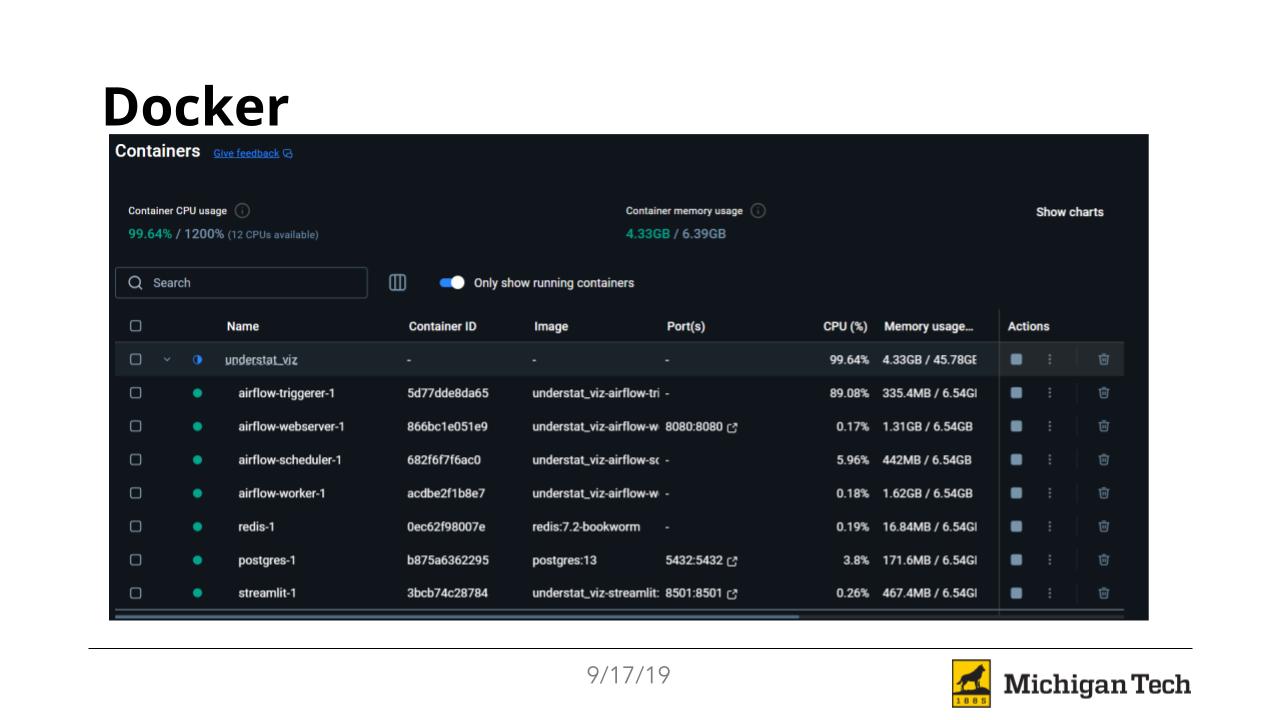 Docker
Containers Give feedback
Container CPU usage
99.64% / 1200% (12 CPUs available)
Container memory usage
4.33GB / 6.39GB
Show charts
Search
Only show running containers
Name Container ID Image Port(s) CPU (%) Memory usage... Actions
understat_viz - - - 99.64% 4.33GB / 45.78GE
airflow-triggerer-1 5d77dde8da65 understat_viz-airflow-tri - 89.08% 335.4MB / 6.54GI
airflow-webserver-1 866bc1e051e9 understat_viz-airflow-w 8080:8080 0.17% 1.31GB / 6.54GB
airflow-scheduler-1 682f6f7f6ac0 understat_viz-airflow-sc - 5.96% 442MB / 6.54GB
airflow-worker-1 acdbe2f1b8e7 understat_viz-airflow-w - 0.18% 1.62GB / 6.54GB
redis-1 0ec62f98007e redis:7.2-bookworm - 0.19% 16.84MB / 6.54GI
postgres-1 b875a6362295 postgres:13 5432:5432 3.8% 171.6MB / 6.54GI
streamlit-1 3bcb74c28784 understat_viz-streamlit: 8501:8501 0.26% 467.4MB / 6.54GI
9/17/19
1885
Michigan Tech